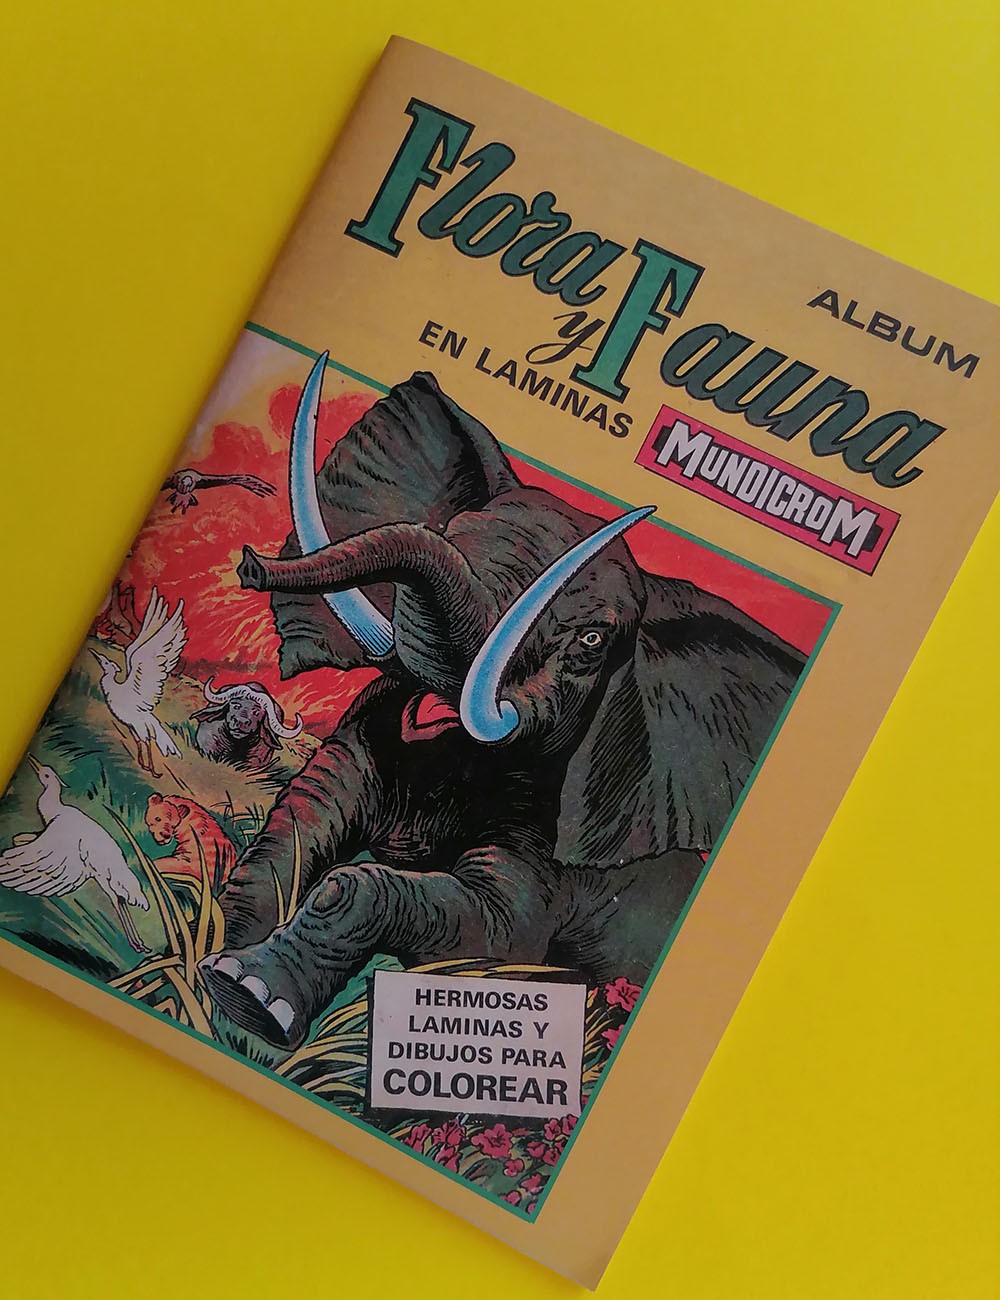 ALBUM
Flora y Fauna
EN LAMINAS
MUNDICROM
HERMOSAS
LAMINAS Y
DIBUJOS PARA
COLOREAR